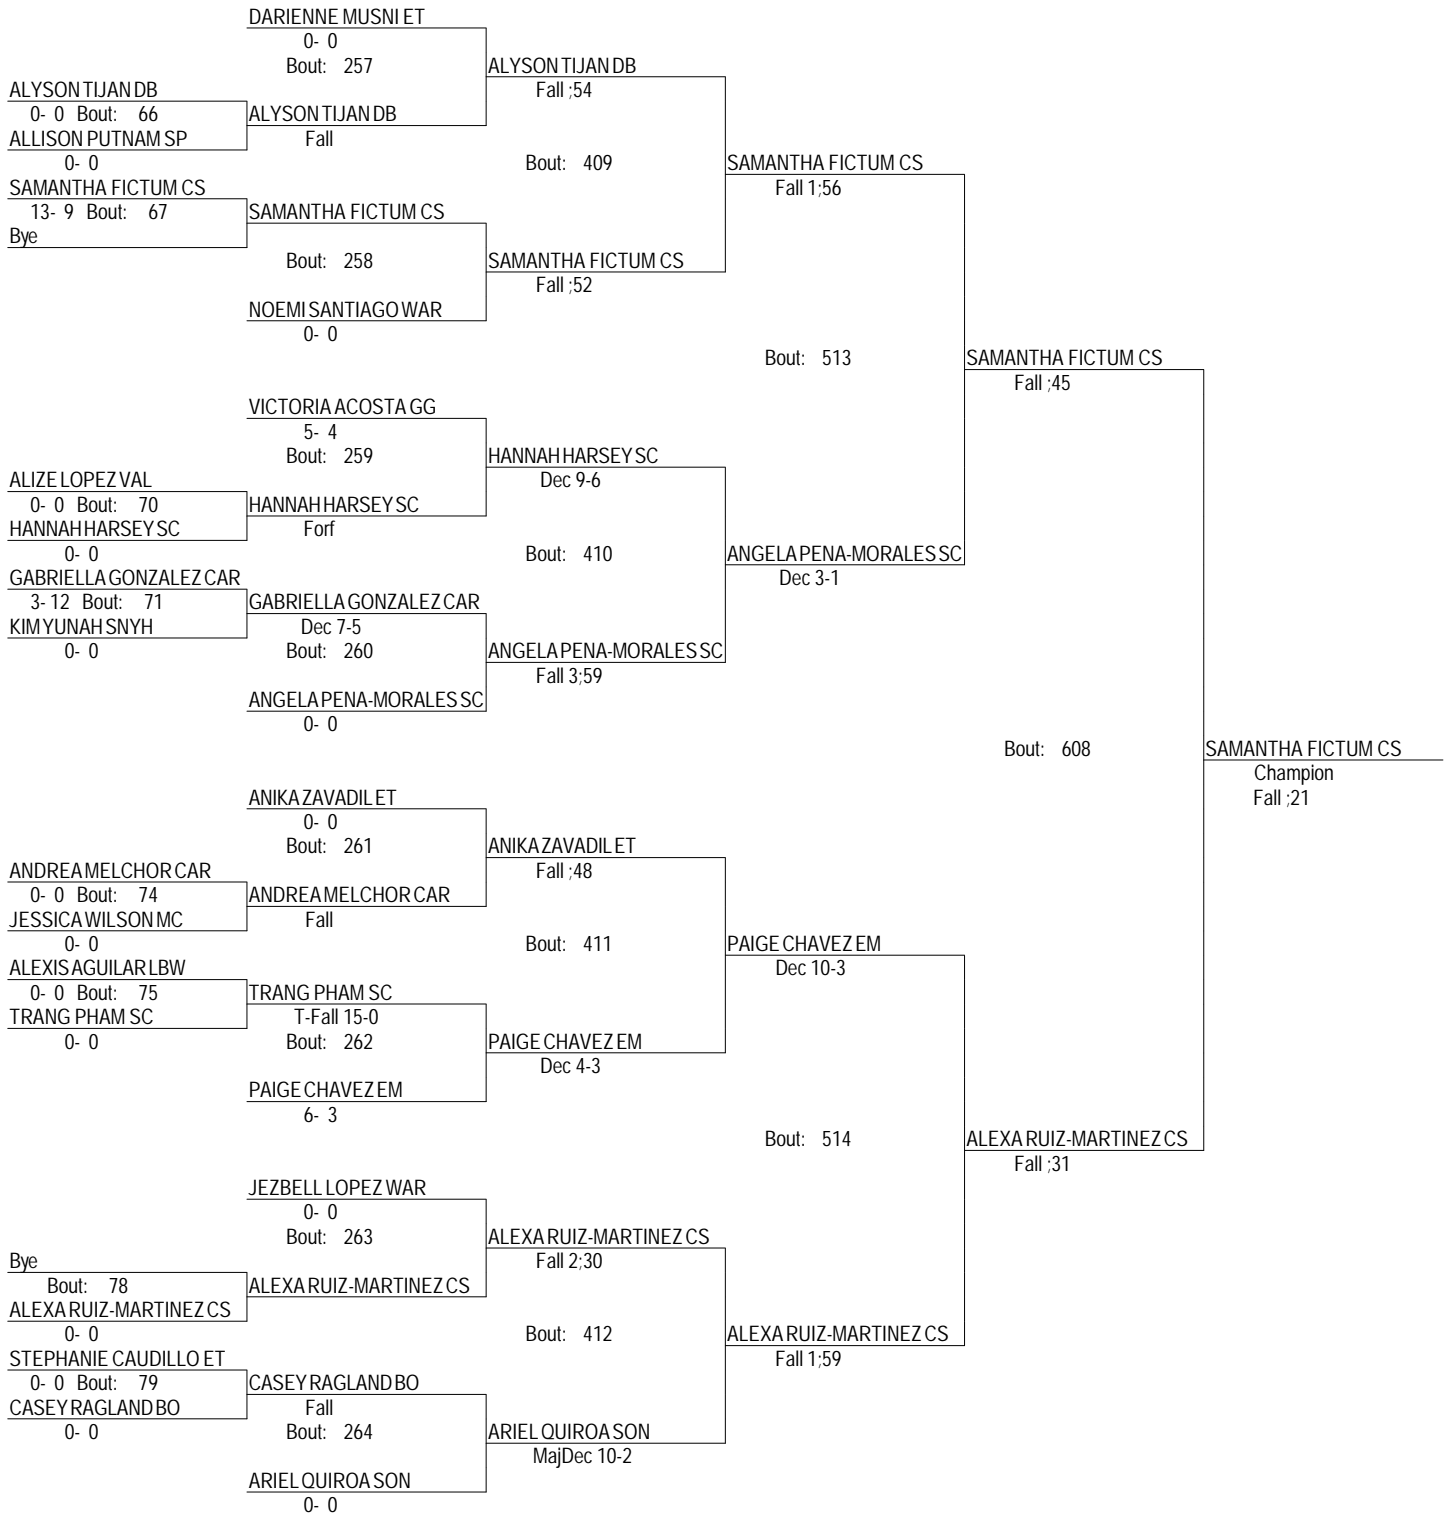 DARIENNE MUSNI ET
0- 0
Bout: 257
ALYSON TIJAN DB
Fall ;54
ALYSON TIJAN DB
0- 0 Bout: 66
ALYSON TIJAN DB
ALLISON PUTNAM SP
Fall
0- 0
Bout: 409
SAMANTHA FICTUM CS
Fall 1;56
SAMANTHA FICTUM CS
13- 9 Bout: 67
SAMANTHA FICTUM CS
Bye
Bout: 258
SAMANTHA FICTUM CS
Fall ;52
NOEMI SANTIAGO WAR
0- 0
Bout: 513
SAMANTHA FICTUM CS
Fall ;45
VICTORIA ACOSTA GG
5- 4
Bout: 259
HANNAH HARSEY SC
Dec 9-6
ALIZE LOPEZ VAL
0- 0 Bout: 70
HANNAH HARSEY SC
HANNAH HARSEY SC
Forf
0- 0
Bout: 410
ANGELA PENA-MORALES SC
Dec 3-1
GABRIELLA GONZALEZ CAR
3- 12 Bout: 71
GABRIELLA GONZALEZ CAR
KIM YUNAH SNYH
Dec 7-5
0- 0
Bout: 260
ANGELA PENA-MORALES SC
Fall 3;59
ANGELA PENA-MORALES SC
0- 0
Bout: 608
SAMANTHA FICTUM CS
Champion
Fall ;21
ANIKA ZAVADIL ET
0- 0
Bout: 261
ANIKA ZAVADIL ET
Fall ;48
ANDREA MELCHOR CAR
0- 0 Bout: 74
ANDREA MELCHOR CAR
JESSICA WILSON MC
Fall
0- 0
Bout: 411
PAIGE CHAVEZ EM
Dec 10-3
ALEXIS AGUILAR LBW
0- 0 Bout: 75
TRANG PHAM SC
TRANG PHAM SC
T-Fall 15-0
0- 0
Bout: 262
PAIGE CHAVEZ EM
Dec 4-3
PAIGE CHAVEZ EM
6- 3
Bout: 514
ALEXA RUIZ-MARTINEZ CS
Fall ;31
JEZBELL LOPEZ WAR
0- 0
Bout: 263
ALEXA RUIZ-MARTINEZ CS
Fall 2;30
Bye
Bout: 78
ALEXA RUIZ-MARTINEZ CS
ALEXA RUIZ-MARTINEZ CS
0- 0
Bout: 412
ALEXA RUIZ-MARTINEZ CS
Fall 1;59
STEPHANIE CAUDILLO ET
0- 0 Bout: 79
CASEY RAGLAND BO
CASEY RAGLAND BO
Fall
0- 0
Bout: 264
ARIEL QUIROA SON
MajDec 10-2
ARIEL QUIROA SON
0- 0